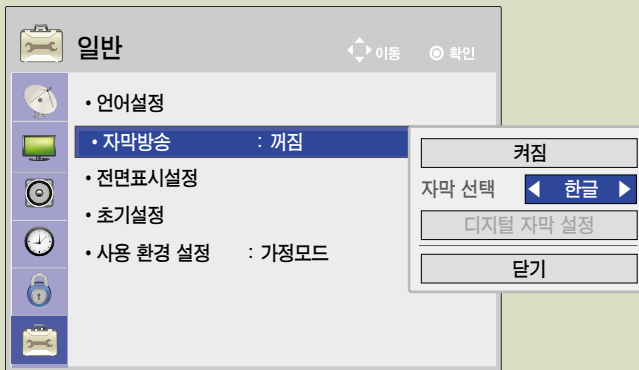 일반
이동 확인
• 언어설정
• 자막방송 : 꺼짐
• 전면표시설정
• 초기설정
• 사용 환경 설정 : 가정모드
켜짐
자막 선택 ◀ 한글 ▶
디지털 자막 설정
닫기